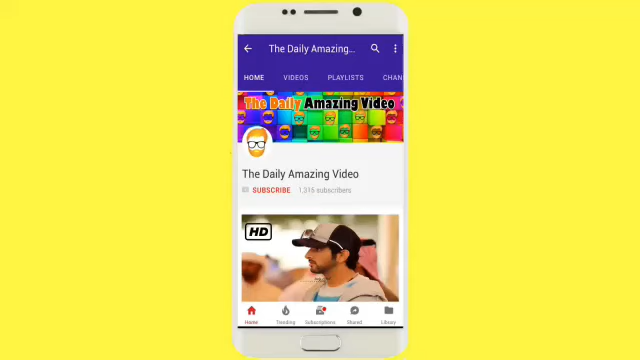 The Daily Amazing...
HOME VIDEOS PLAYLISTS CHAN
The Daily Amazing Video
The Daily Amazing Video
SUBSCRIBE 1,316 subscribers
HD
Home Trending Subscriptions Shared Library